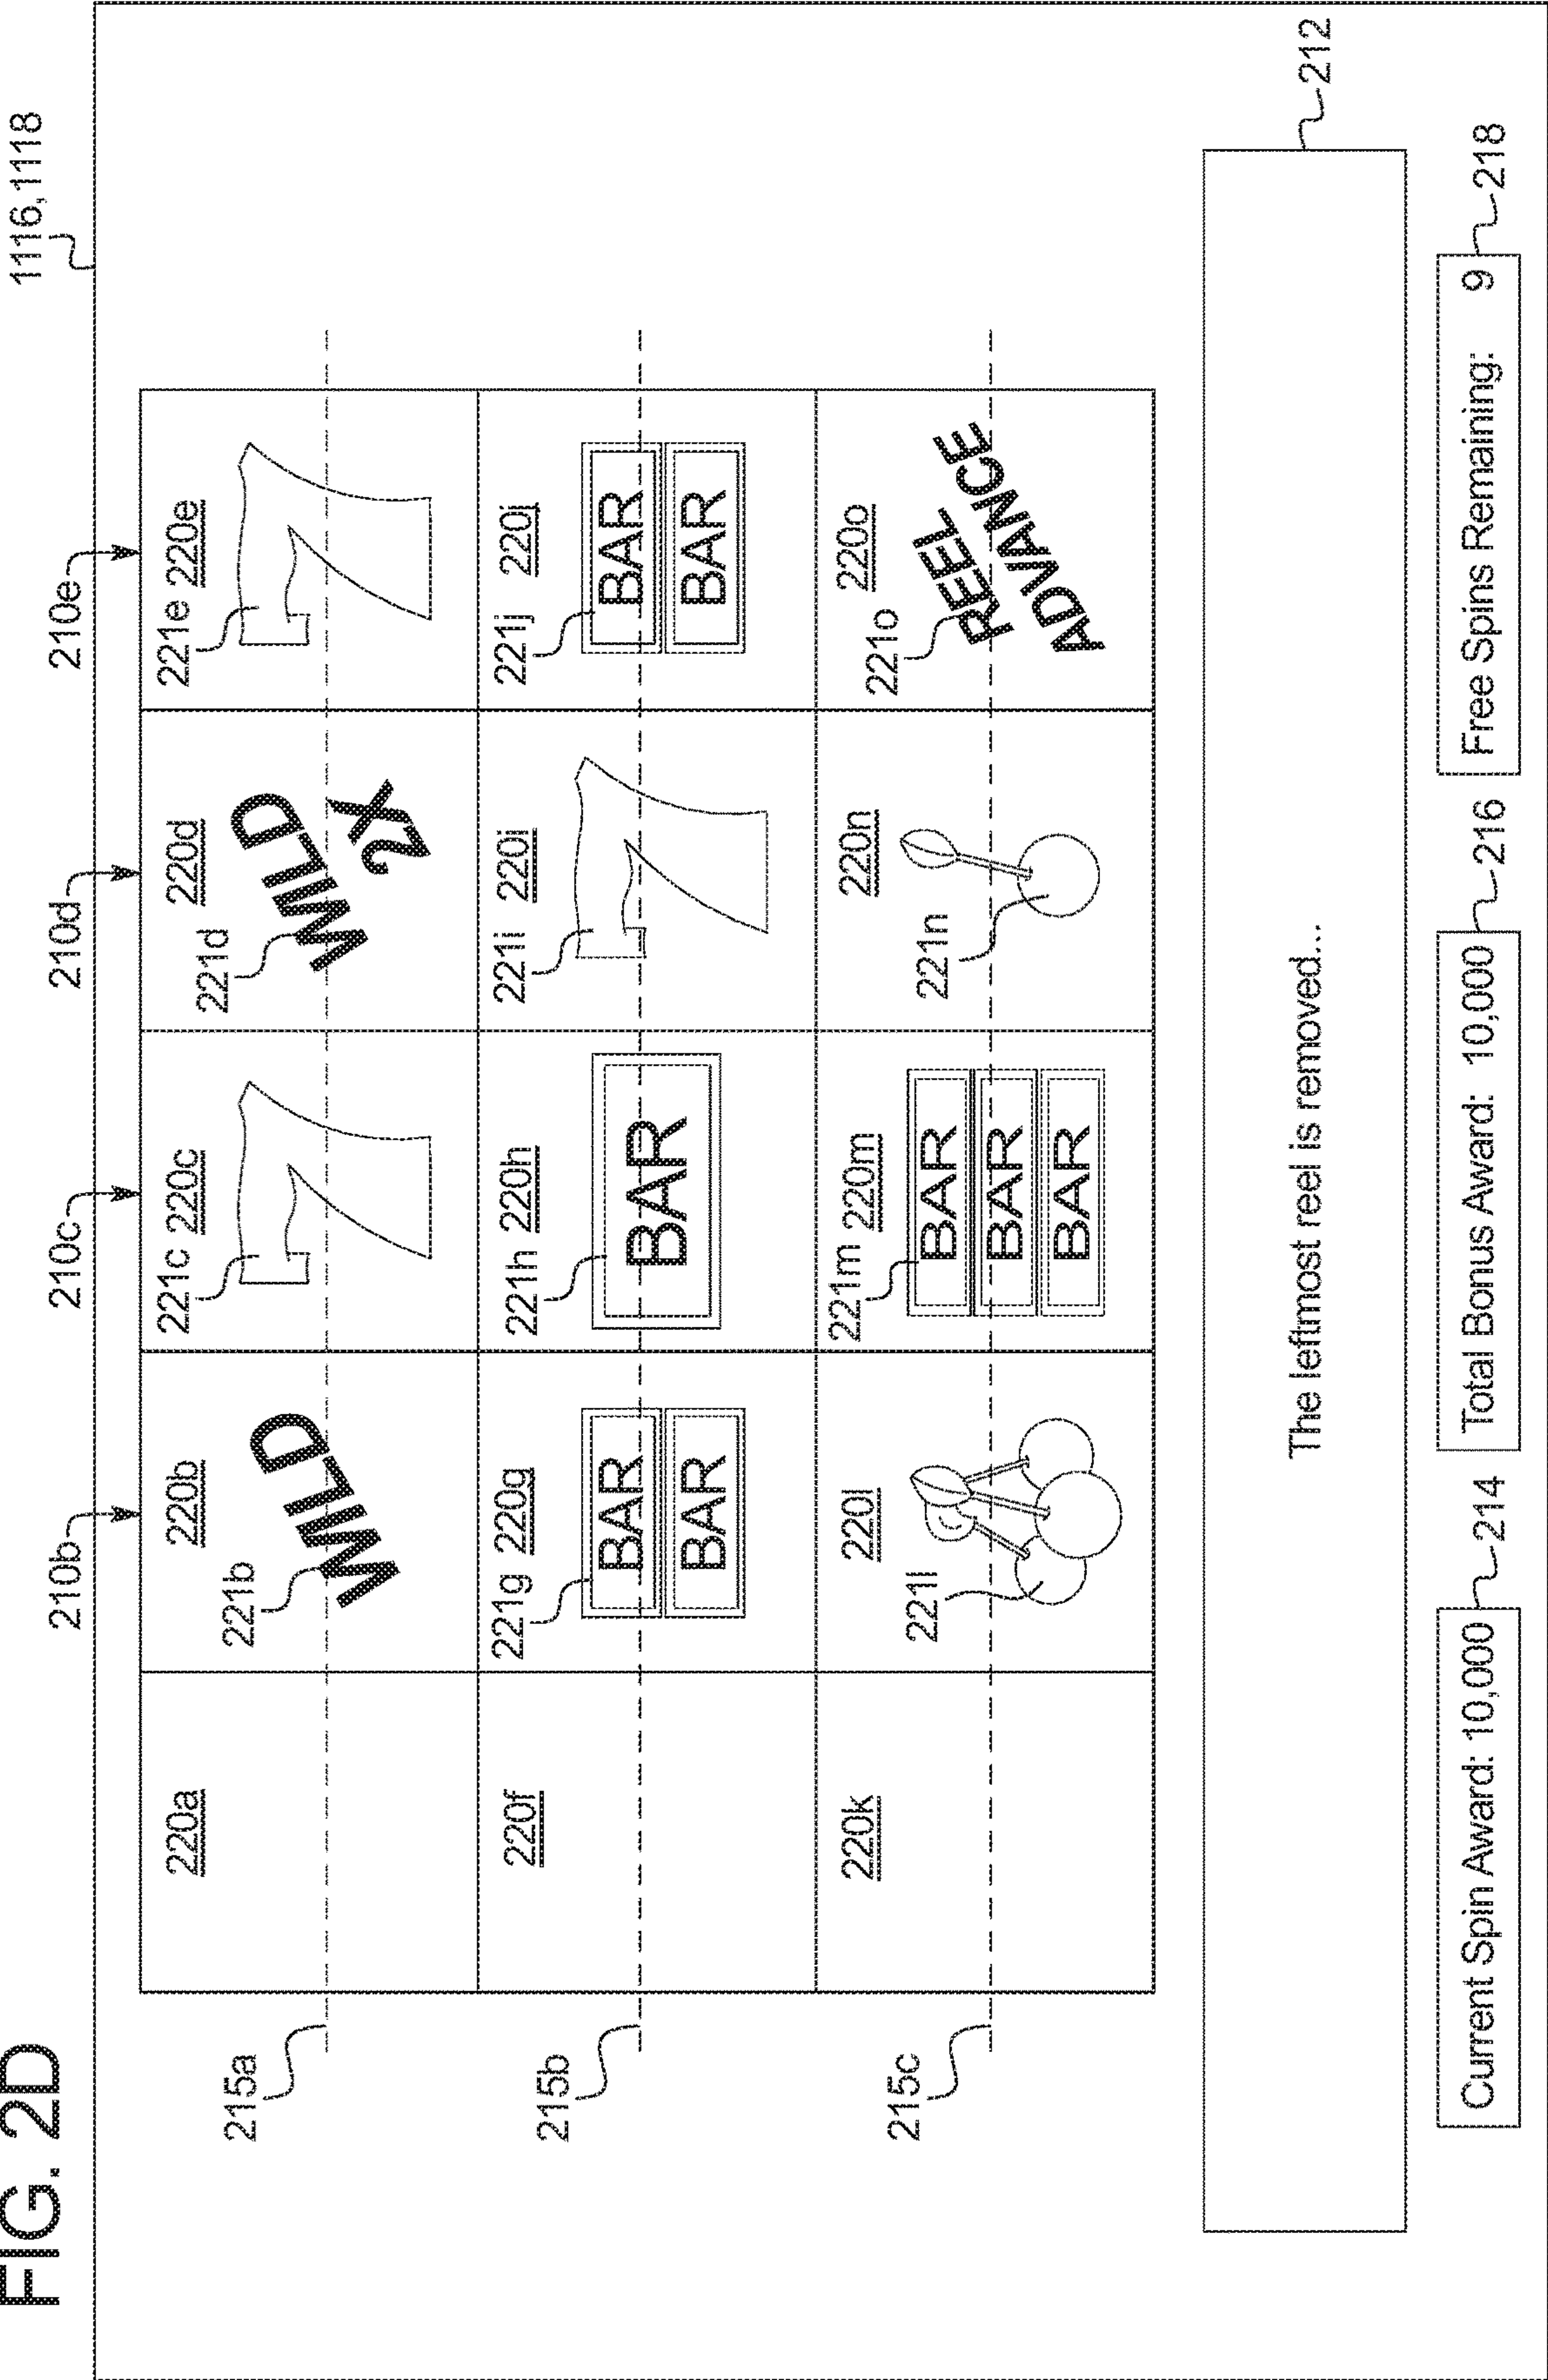 FIG. 2D
1116,1118
210b
210c
210d
210e
220a
221b
220b
WILD
221c
220c
221d
220d
WILD
2X
221e
220e
215a
220f
221g
220g
BAR
BAR
221h
220h
BAR
221i
220i
221j
220j
BAR
BAR
215b
220k
221l
220l
221m
220m
BAR
BAR
BAR
221n
220n
221o
220o
REEL
ADVANCE
215c
The leftmost reel is removed...
212
Current Spin Award: 10,000
214
Total Bonus Award: 10,000
216
Free Spins Remaining: 9
218